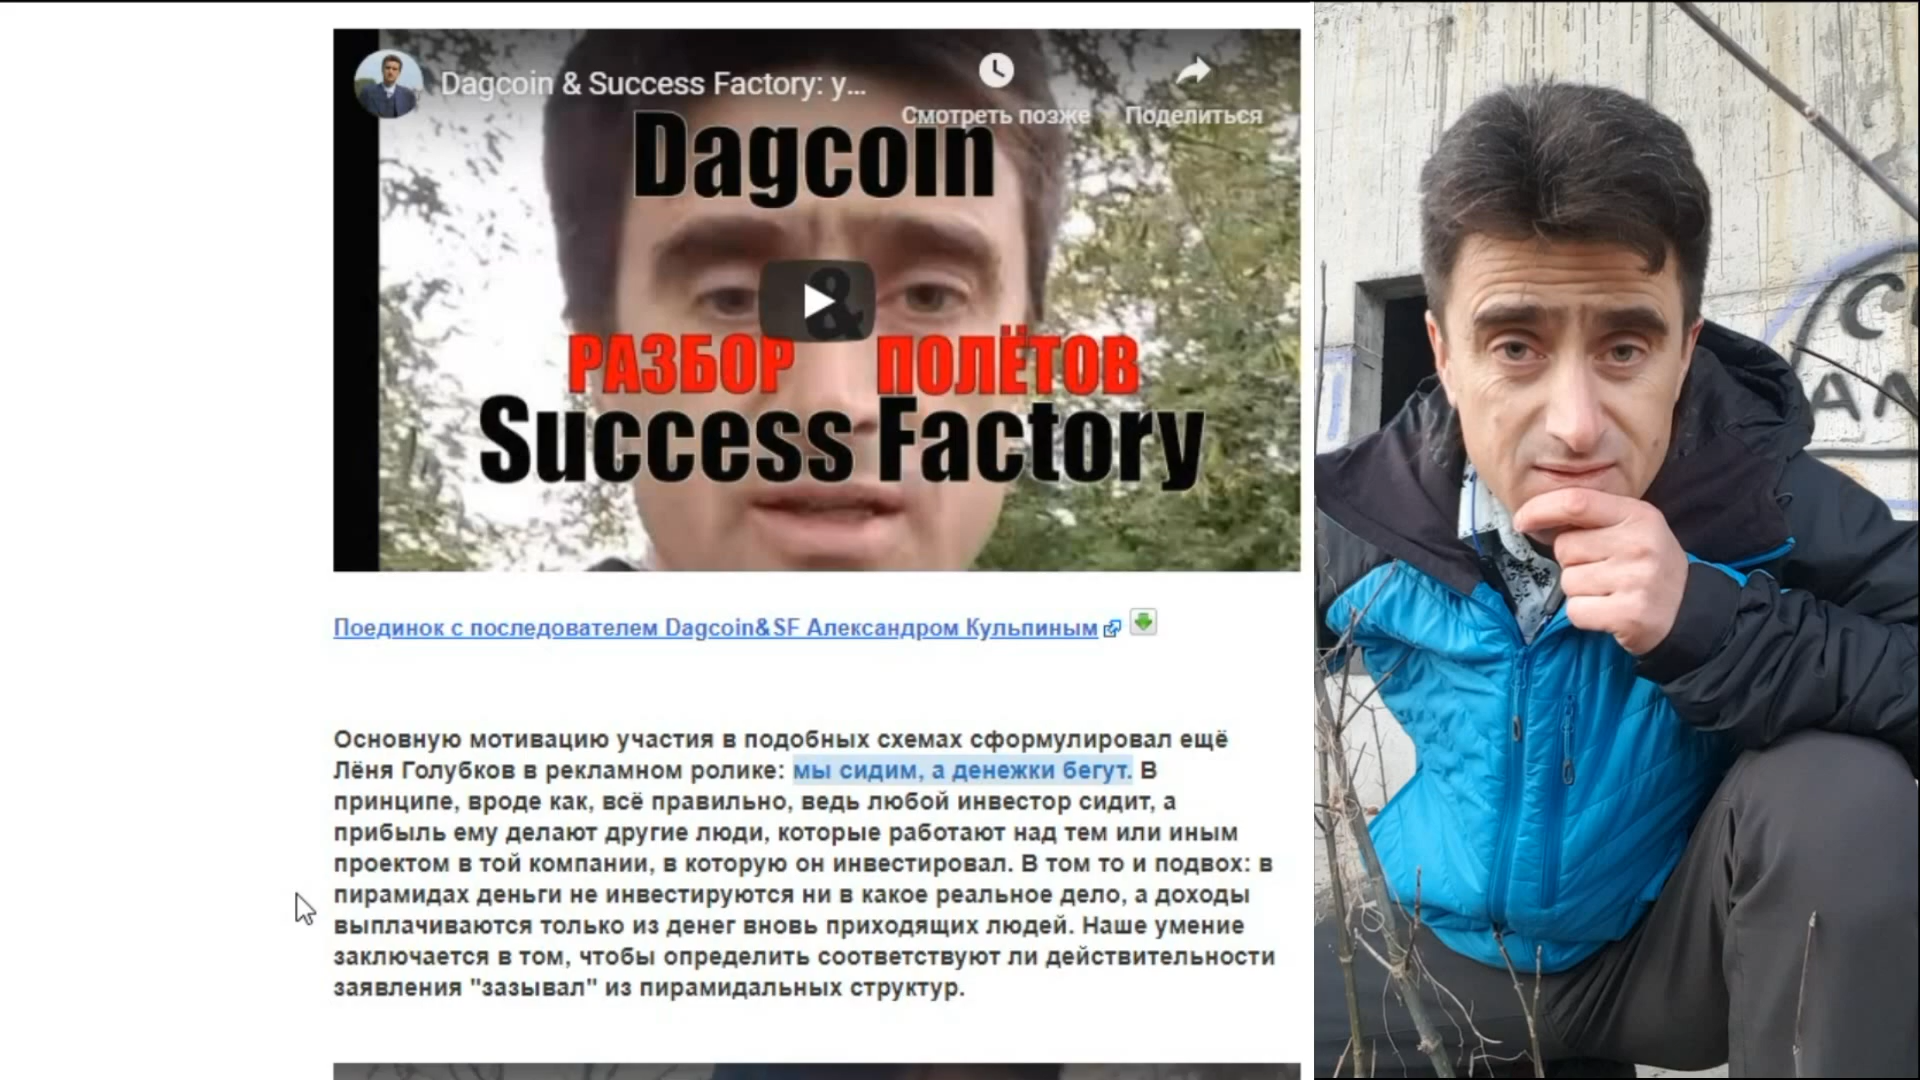 Dagcoin & Success Factory: y...
Смотреть позже
Поделиться
Dagcoin
&
РАЗБОР ПОЛЁТОВ
Success Factory
Поединок с последователем Dagcoin&SF Александром Кульпиным
Основную мотивацию участия в подобных схемах сформулировал ещё
Лёня Голубков в рекламном ролике: мы сидим, а денежки бегут. В
принципе, вроде как, всё правильно, ведь любой инвестор сидит, а
прибыль ему делают другие люди, которые работают над тем или иным
проектом в той компании, в которую он инвестировал. В том то и подвох: в
пирамидах деньги не инвестируются ни в какое реальное дело, а доходы
выплачиваются только из денег вновь приходящих людей. Наше умение
заключается в том, чтобы определить соответствуют ли действительности
заявления "зазывал" из пирамидальных структур.